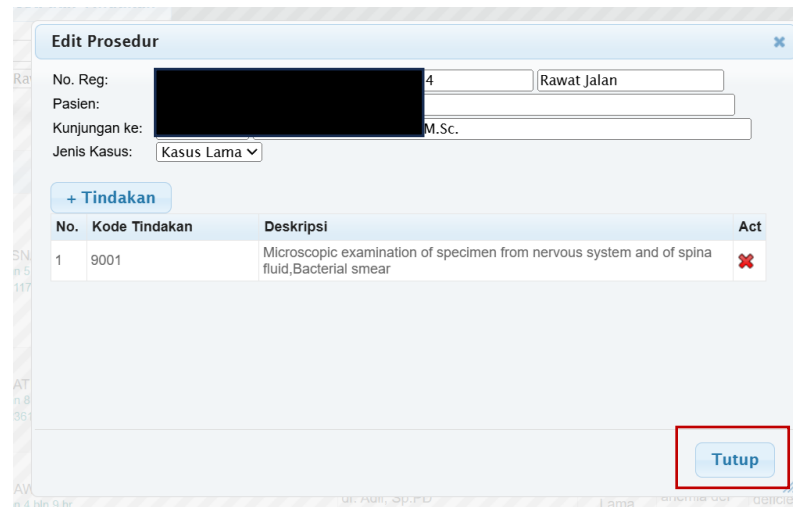 Edit Prosedur
No. Reg: 4 Rawat Jalan
Pasien:
Kunjungan ke: M.Sc.
Jenis Kasus: Kasus Lama
+ Tindakan
No. Kode Tindakan Deskripsi Act
1 9001 Microscopic examination of specimen from nervous system and of spina
fluid,Bacterial smear
Tutup